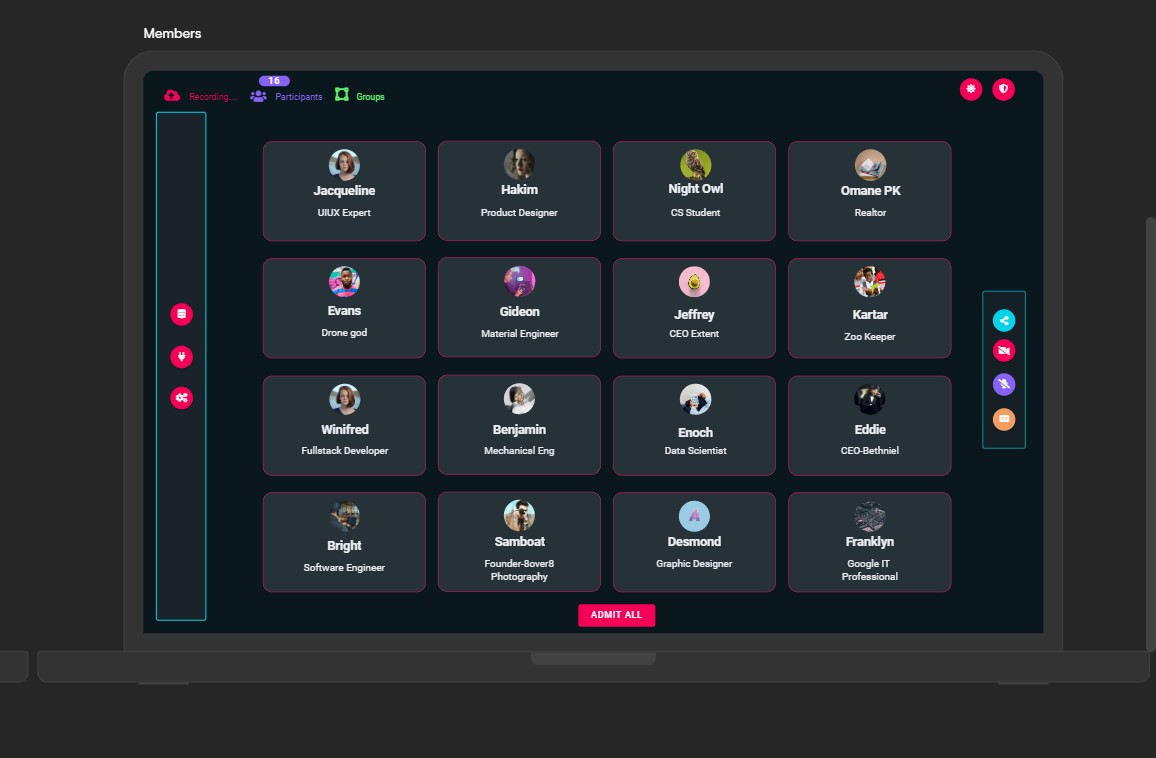 Members
16
Recording....
Participants
Groups
Jacqueline
UIUX Expert
Hakim
Product Designer
Night Owl
CS Student
Omane PK
Realtor
Evans
Drone god
Gideon
Material Engineer
Jeffrey
CEO Extent
Kartar
Zoo Keeper
Winifred
Fullstack Developer
Benjamin
Mechanical Eng
Enoch
Data Scientist
Eddie
CEO-Bethniel
Bright
Software Engineer
Samboat
Founder-8over8
Photography
Desmond
Graphic Designer
Franklyn
Google IT
Professional
ADMIT ALL